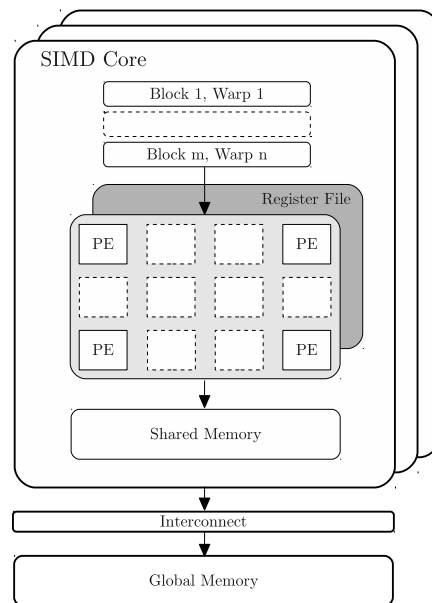 SIMD Core
Block 1, Warp 1
Block m, Warp n
Register File
PE
PE
PE
PE
Shared Memory
Interconnect
Global Memory